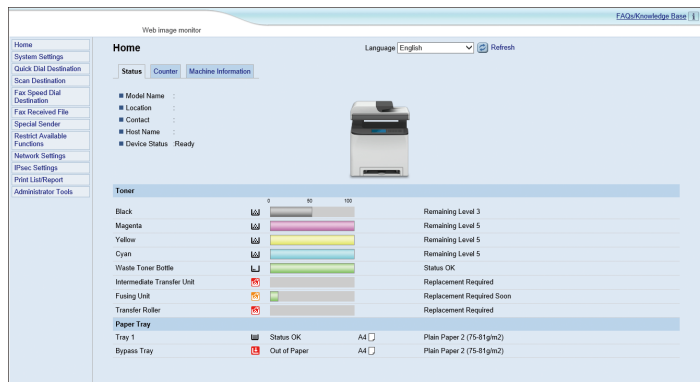 FAQs/Knowledge Base
Web image monitor
Home
System Settings
Quick Dial Destination
Scan Destination
Fax Speed Dial
Destination
Fax Received File
Special Sender
Restrict Available
Functions
Network Settings
IPsec Settings
Print List/Report
Administrator Tools
Home
Language English Refresh
Status Counter Machine Information
Model Name :
Location :
Contact :
Host Name :
Device Status :Ready
Toner
0 50 100
Black Remaining Level 3
Magenta Remaining Level 5
Yellow Remaining Level 5
Cyan Remaining Level 5
Waste Toner Bottle Status OK
Intermediate Transfer Unit Replacement Required
Fusing Unit Replacement Required Soon
Transfer Roller Replacement Required
Paper Tray
Tray 1 Status OK A4 Plain Paper 2 (75-81g/m2)
Bypass Tray Out of Paper A4 Plain Paper 2 (75-81g/m2)